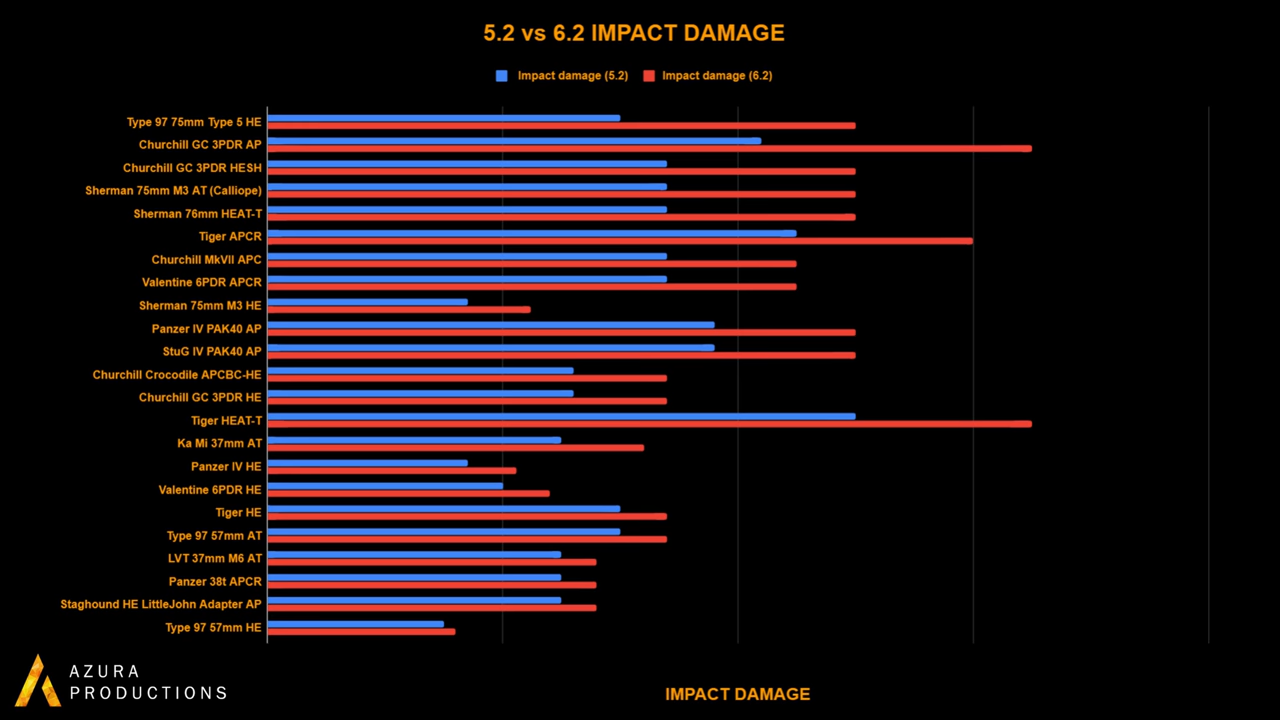 5.2 vs 6.2 IMPACT DAMAGE
Impact damage (5.2) Impact damage (6.2)
Type 97 75mm Type 5 HE
Churchill GC 3PDR AP
Churchill GC 3PDR HESH
Sherman 75mm M3 AT (Calliope)
Sherman 76mm HEAT-T
Tiger APCR
Churchill MkVII APC
Valentine 6PDR APCR
Sherman 75mm M3 HE
Panzer IV PAK40 AP
StuG IV PAK40 AP
Churchill Crocodile APCBC-HE
Churchill GC 3PDR HE
Tiger HEAT-T
Ka Mi 37mm AT
Panzer IV HE
Valentine 6PDR HE
Tiger HE
Type 97 57mm AT
LVT 37mm M6 AT
Panzer 38t APCR
Staghound HE LittleJohn Adapter AP
Type 97 57mm HE
AZURA
PRODUCTIONS
IMPACT DAMAGE